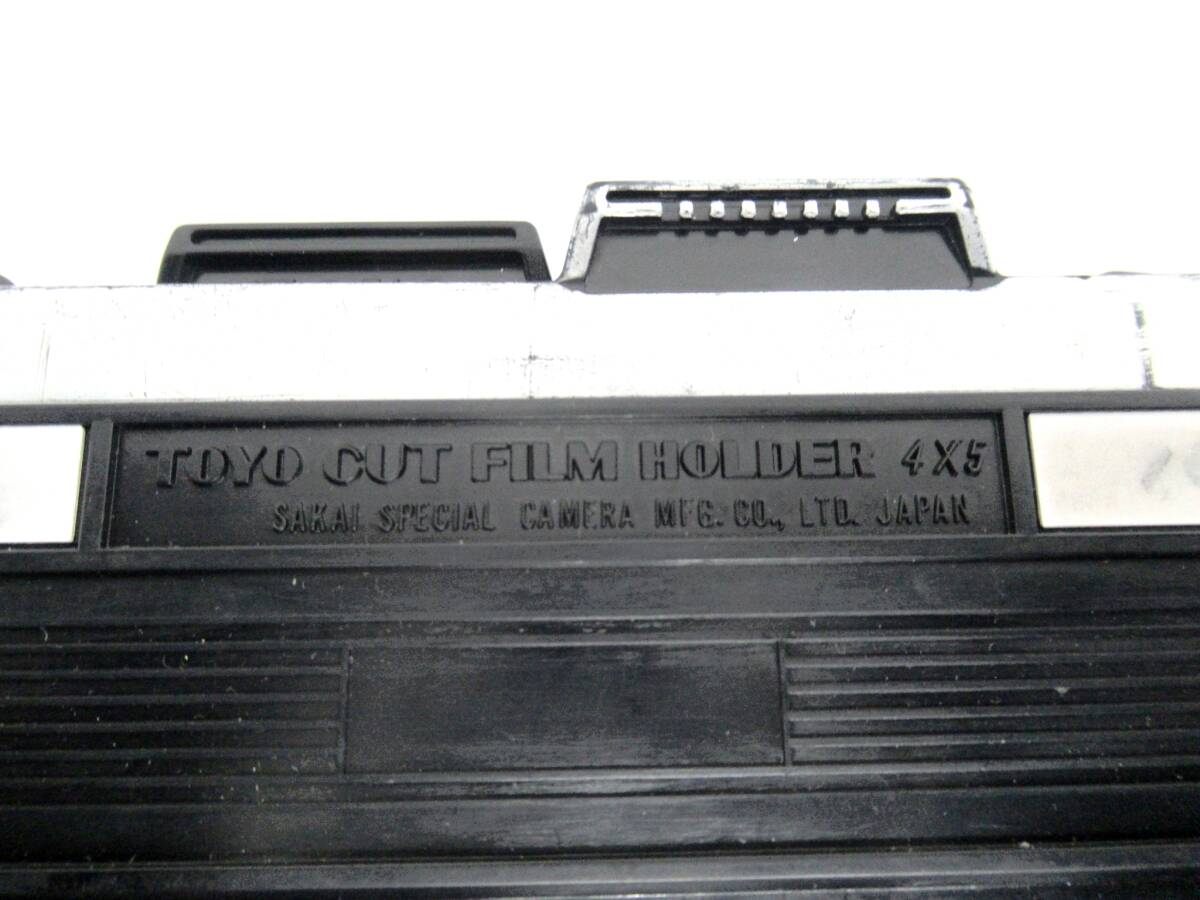 TOYO CUT FILM HOLDER 4X5
SAKAI SPECIAL CAMERA MFG. CO., LTD. JAPAN